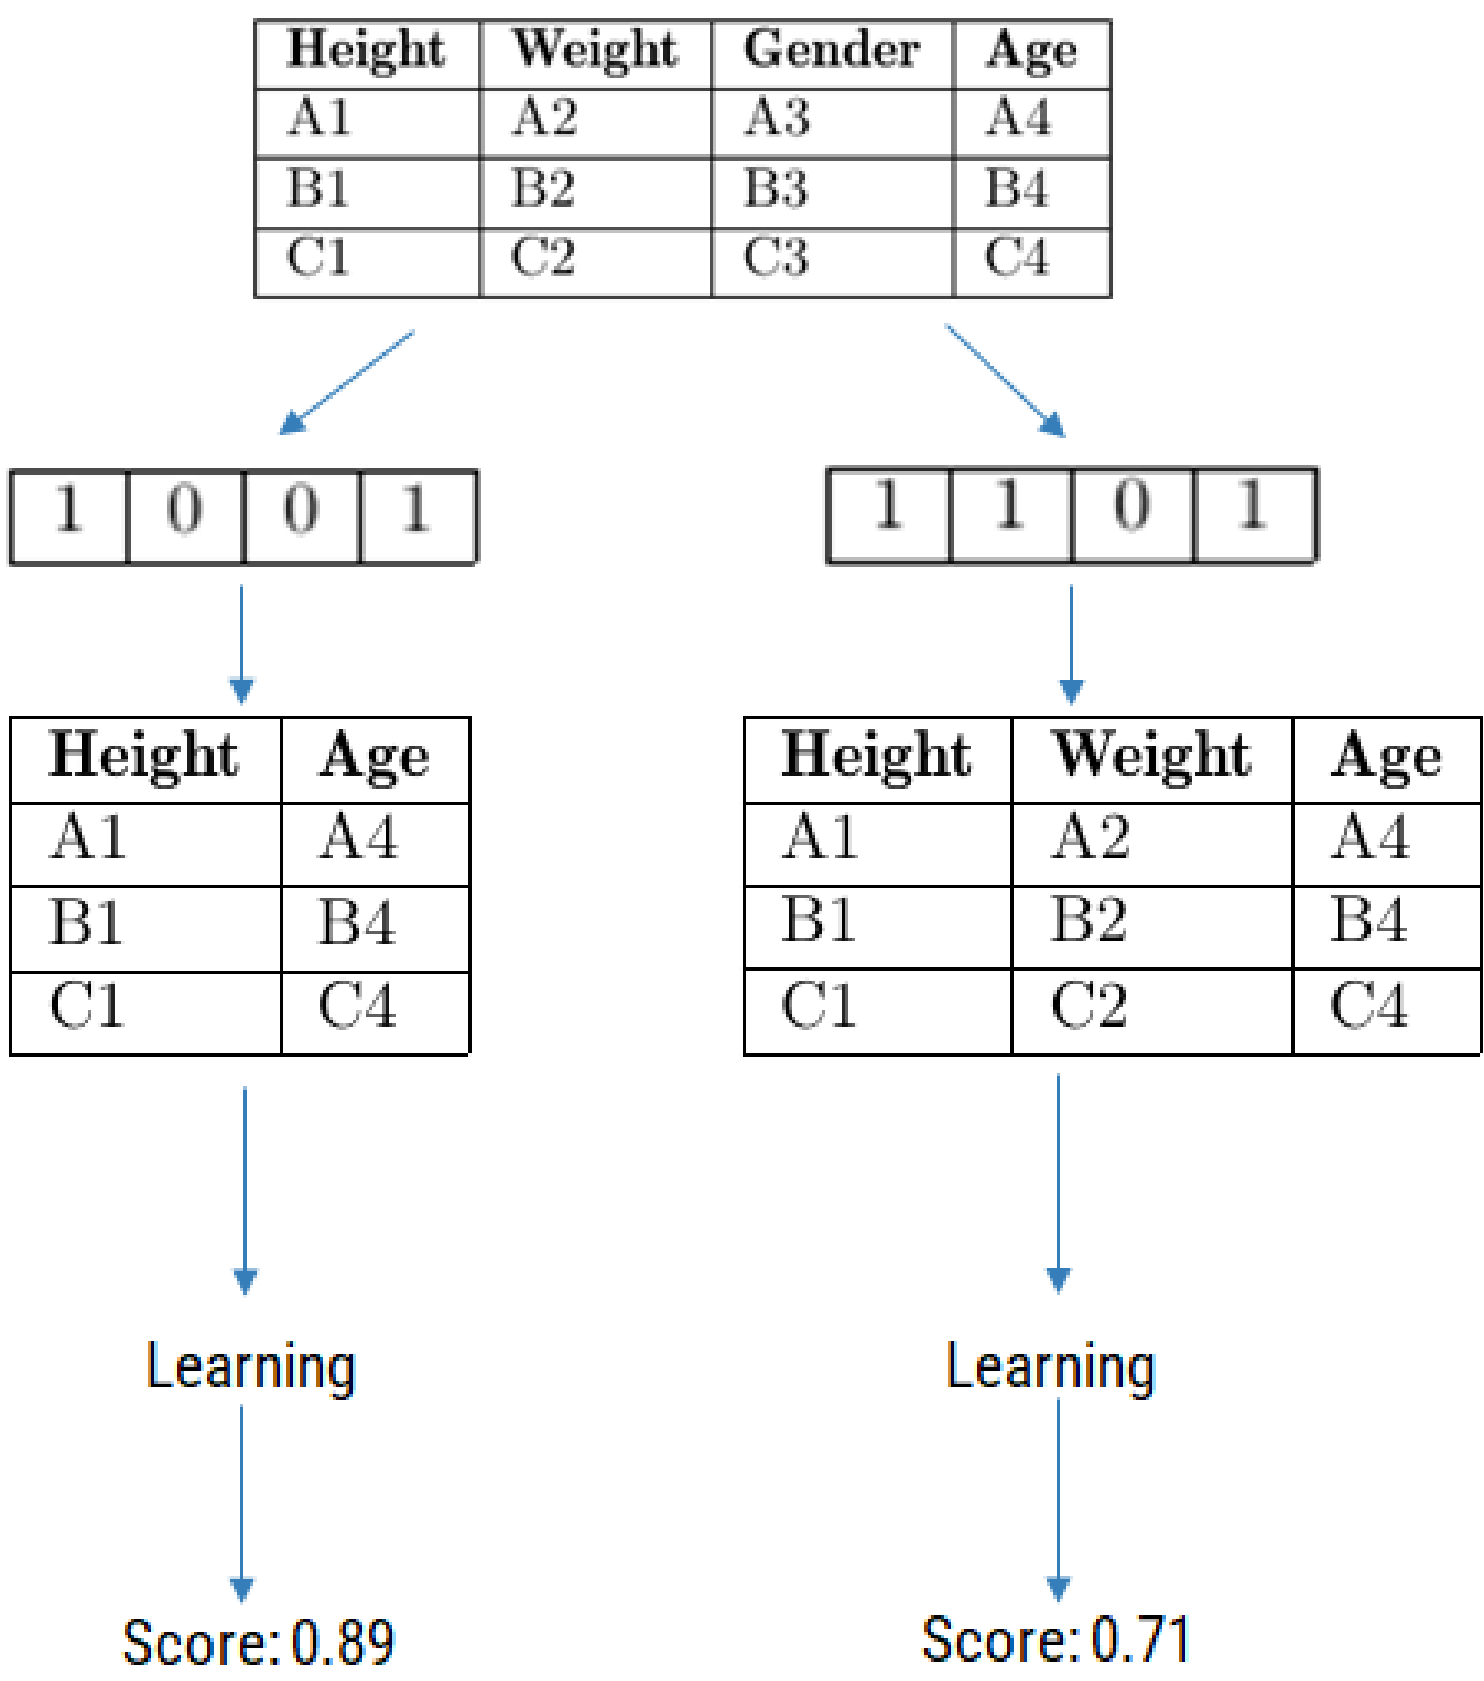 Height Weight Gender Age
A1 A2 A3 A4
B1 B2 B3 B4
C1 C2 C3 C4
1 0 0 1
1 1 0 1
Height Age
A1 A4
B1 B4
C1 C4
Height Weight Age
A1 A2 A4
B1 B2 B4
C1 C2 C4
Learning
Learning
Score: 0.89
Score: 0.71